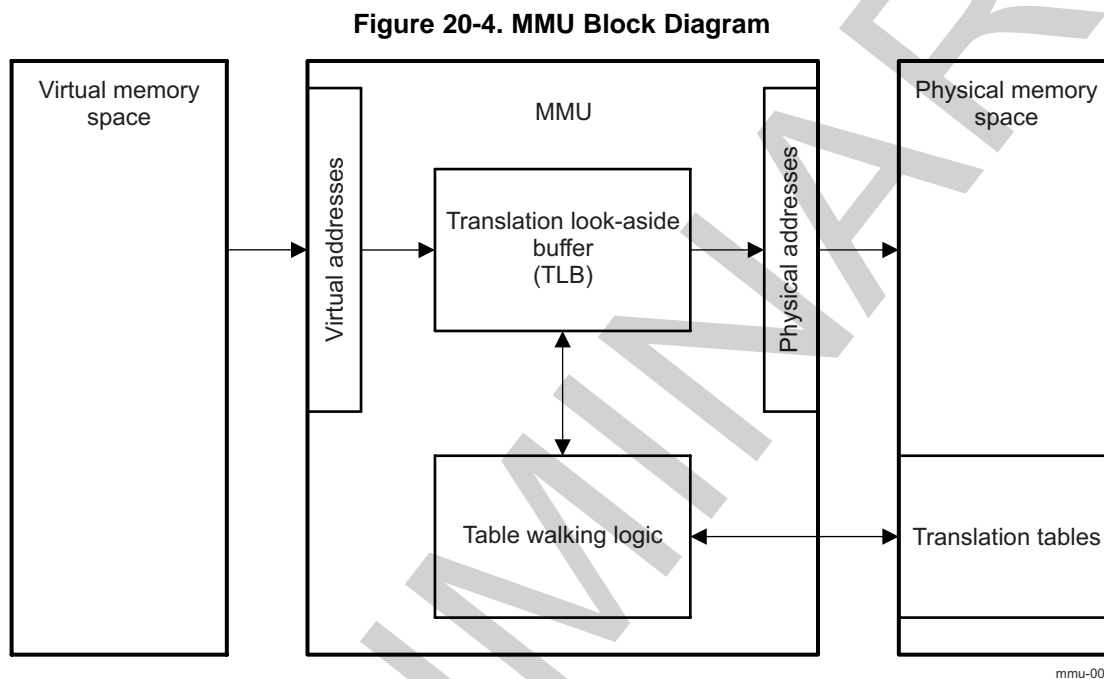 Figure 20-4. MMU Block Diagram
Virtual memory
space
MMU
Physical memory
space
Virtual addresses
Translation look-aside
buffer
(TLB)
Physical addresses
Table walking logic
Translation tables
mmu-00